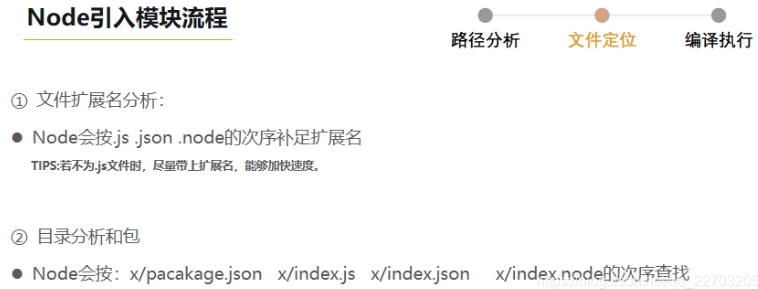 Node引入模块流程
路径分析 文件定位 编译执行
① 文件扩展名分析：
● Node会按.js .json .node的次序补足扩展名
TIPS:若不为.js文件时，尽量带上扩展名，能够加快速度。
② 目录分析和包
● Node会按：x/pacakage.json x/index.js x/index.json x/index.node的次序查找